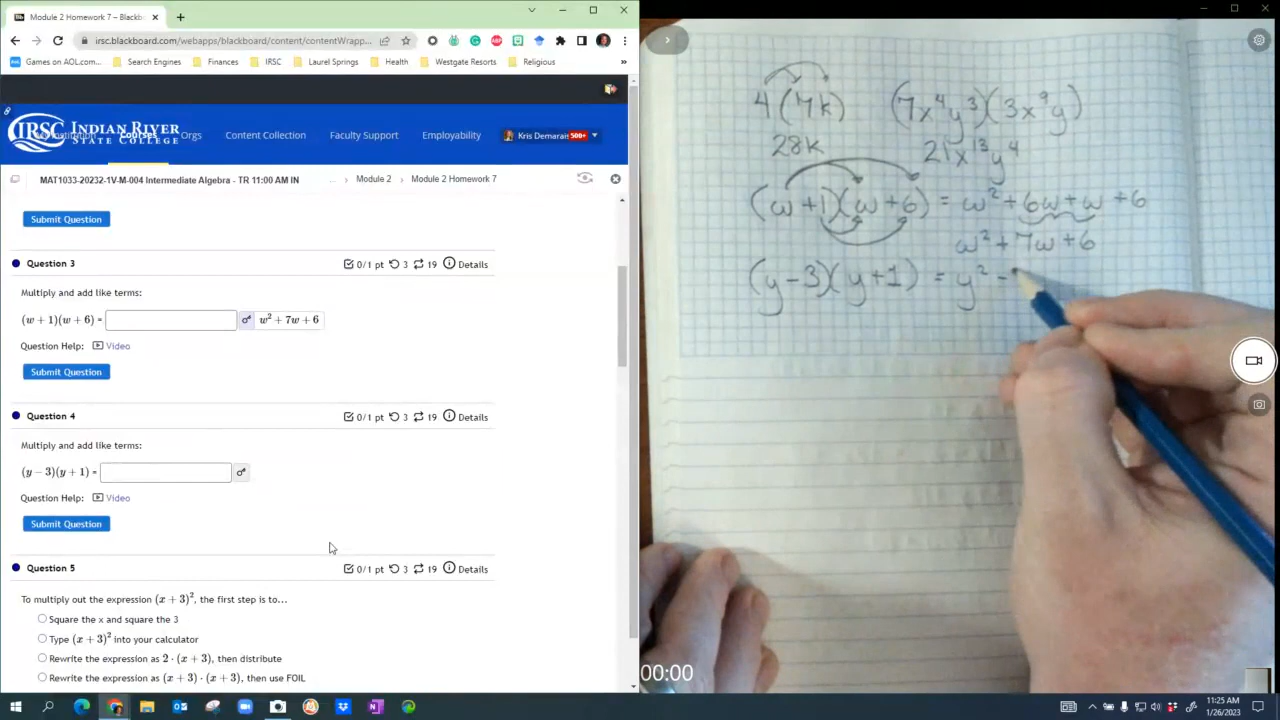 Module 2 Homework 7 – Blackb
irsc.blackboard.com/webapps/blackboard/content/contentWrapp...
Games on AOL.com... Search Engines Finances IRSC Laurel Springs Health Westgate Resorts Religious »
IRSC INDIAN RIVER STATE COLLEGE
Courses Orgs Content Collection Faculty Support Employability Kris Demarais 500+
MAT1033-20232-1V-M-004 Intermediate Algebra - TR 11:00 AM IN ... Module 2 Module 2 Homework 7
Submit Question
Question 3 0/1 pt 3 19 Details
Multiply and add like terms:
(w + 1)(w + 6) = w² + 7w + 6
Question Help: Video
Submit Question
Question 4 0/1 pt 3 19 Details
Multiply and add like terms:
(y − 3)(y + 1) =
Question Help: Video
Submit Question
Question 5 0/1 pt 3 19 Details
To multiply out the expression (x + 3)², the first step is to...
Square the x and square the 3
Type (x + 3)² into your calculator
Rewrite the expression as 2 · (x + 3), then distribute
Rewrite the expression as (x + 3) · (x + 3), then use FOIL
4(7k) (7x⁴y³)(3x⁹y)
28k 21x¹³y⁴
(w+1)(w+6) = w² + 6w + w + 6
w² + 7w + 6
(y-3)(y+1) = y² -
00:00
11:25 AM
1/26/2023